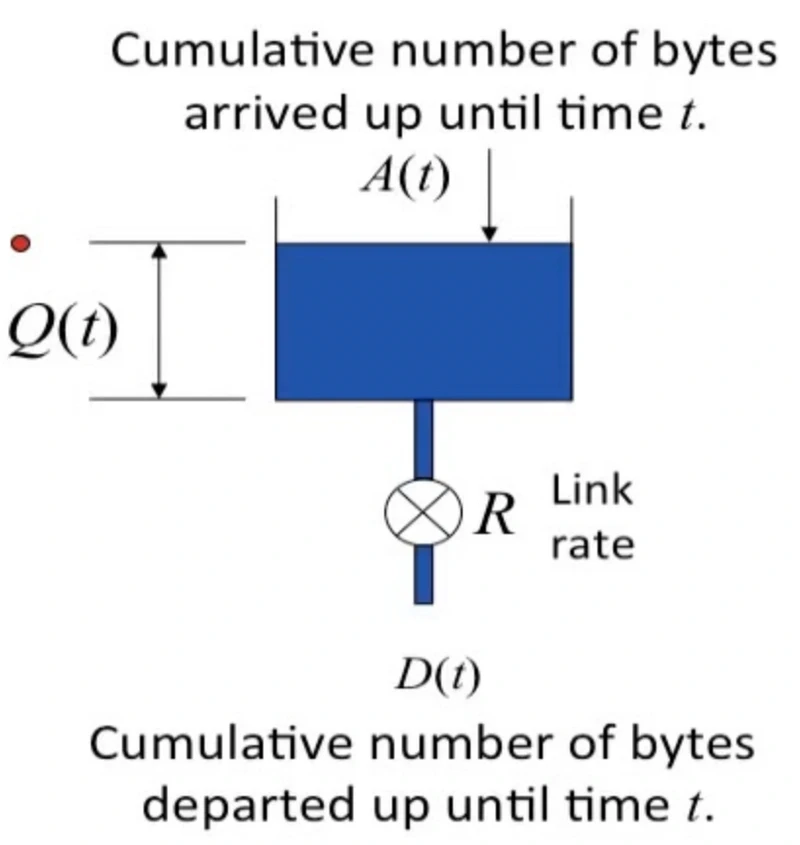 Cumulative number of bytes
arrived up until time t.
A(t)
Q(t)
R
Link
rate
D(t)
Cumulative number of bytes
departed up until time t.